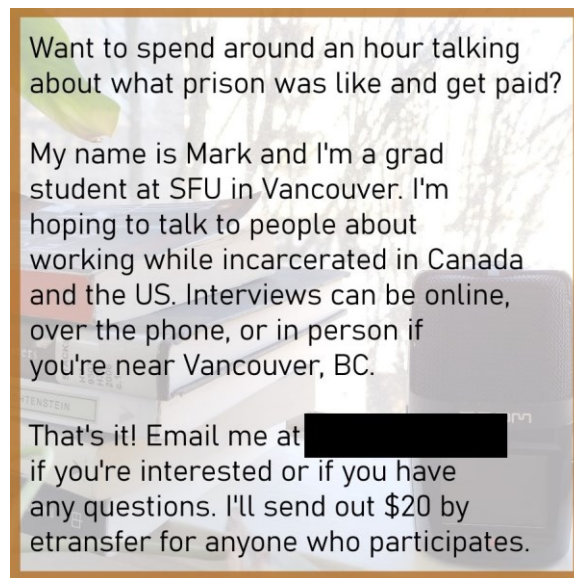 Want to spend around an hour talking
about what prison was like and get paid?
My name is Mark and I'm a grad
student at SFU in Vancouver. I'm
hoping to talk to people about
working while incarcerated in Canada
and the US. Interviews can be online,
over the phone, or in person if
you're near Vancouver, BC.
That's it! Email me at
if you're interested or if you have
any questions. I'll send out $20 by
etransfer for anyone who participates.